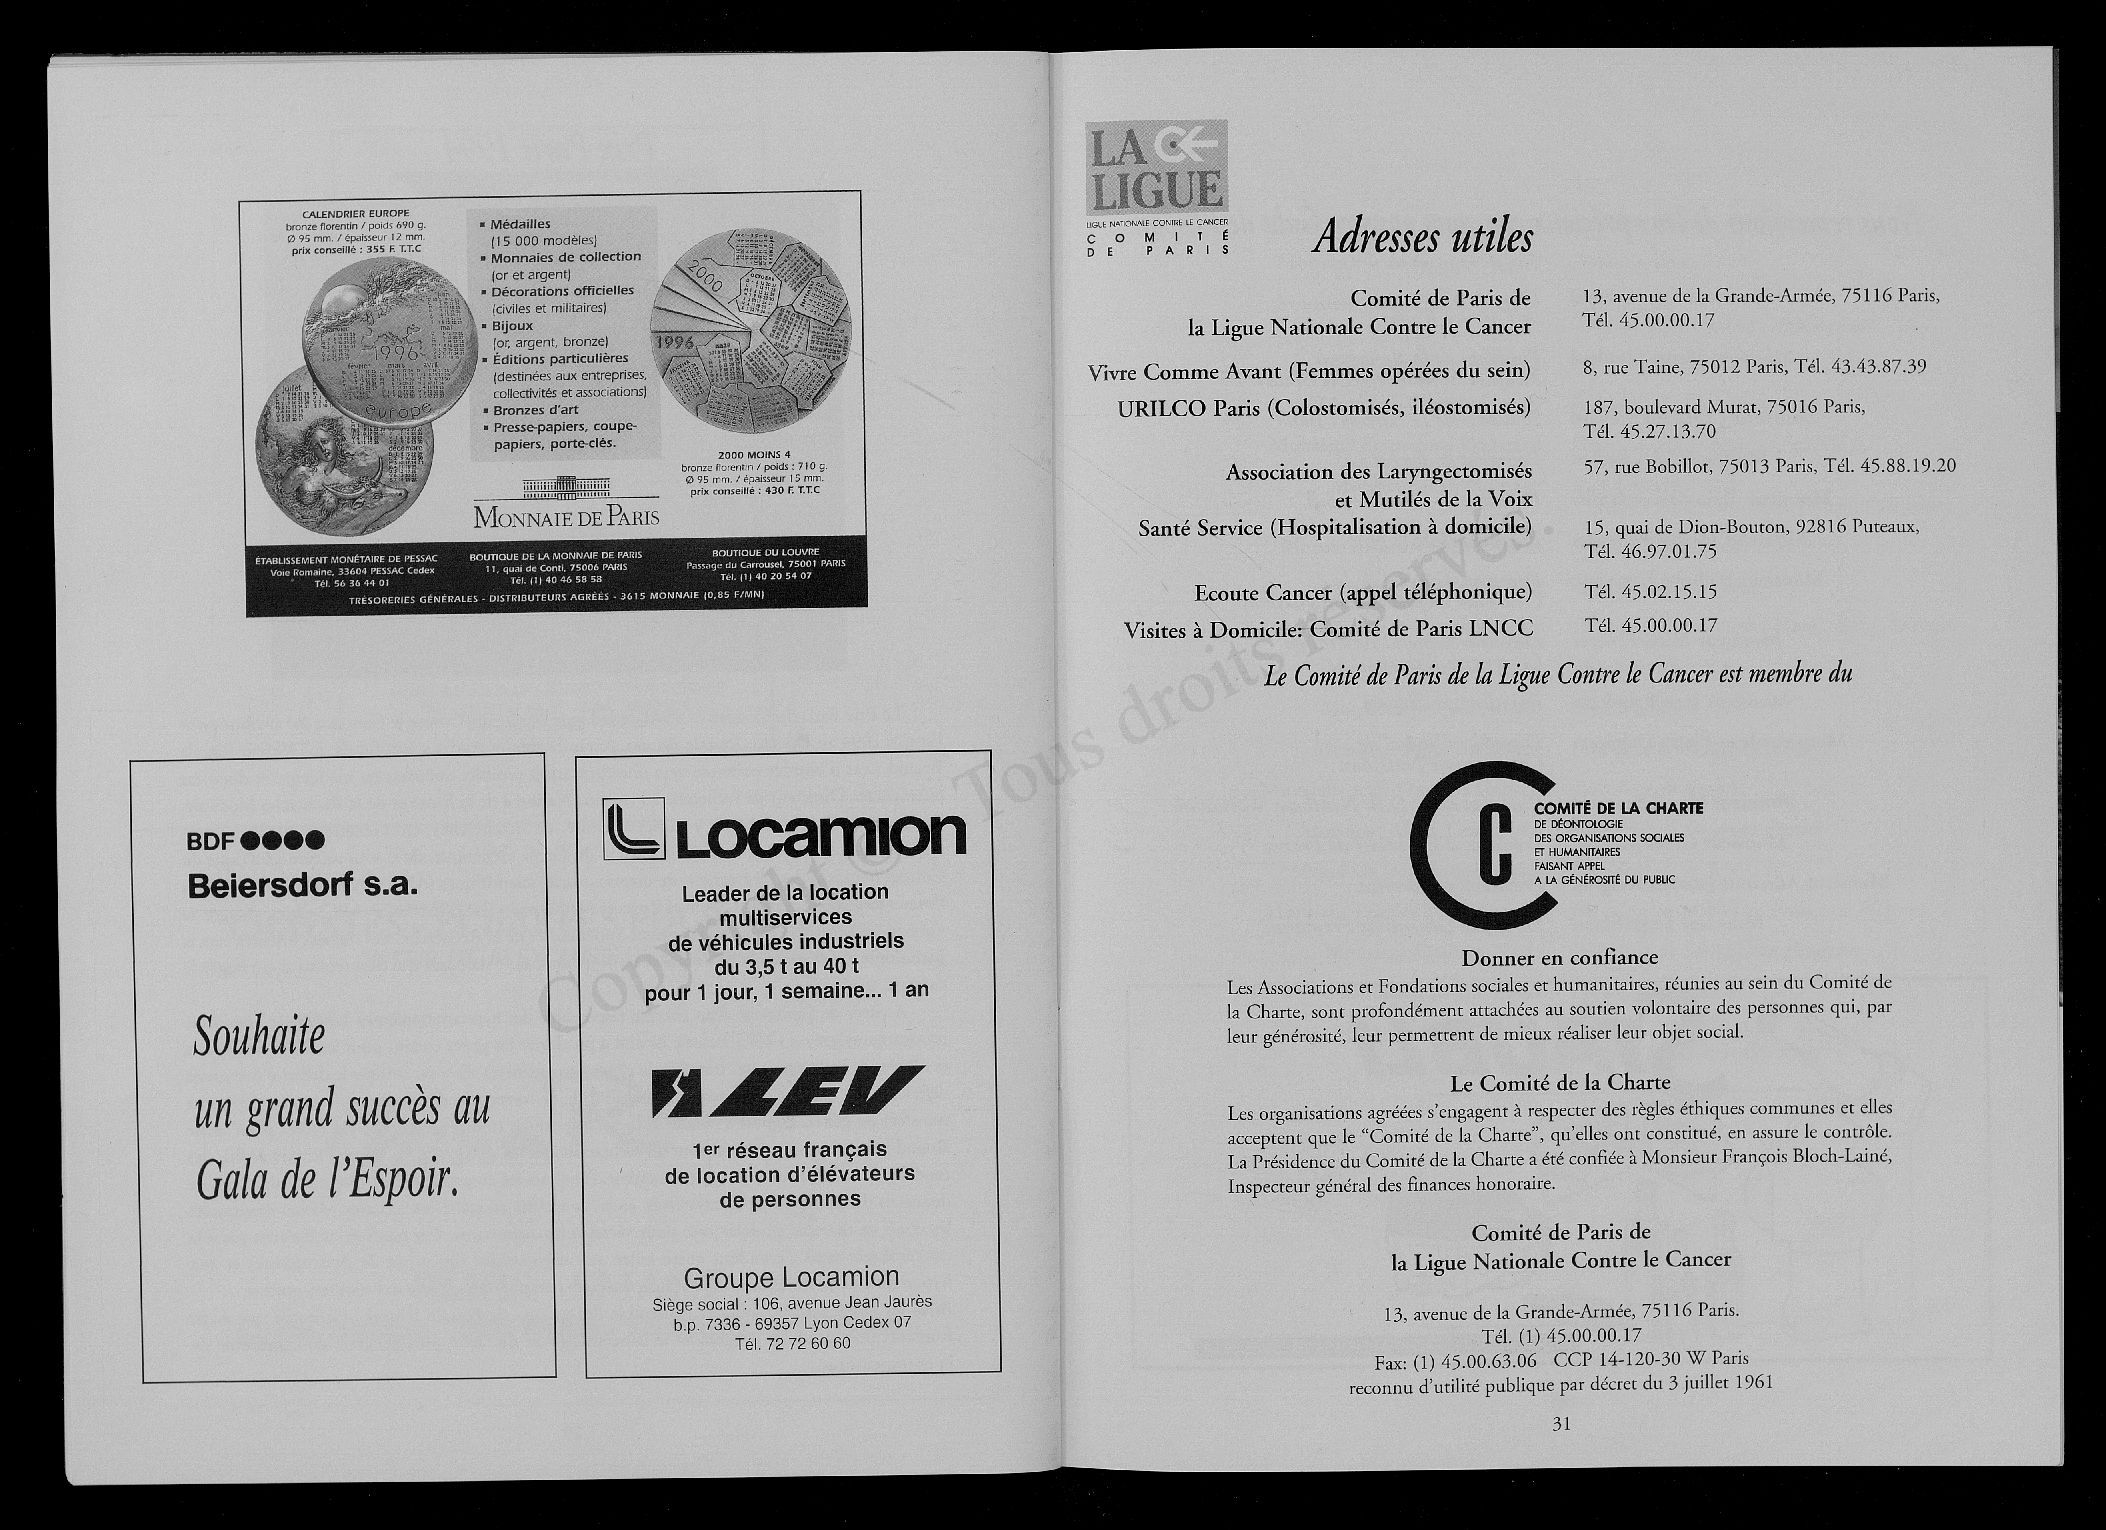 CALENDRIER EUROPE
bronze florentin / poids 690 g.
Ø 95 mm. / épaisseur 12 mm.
prix conseillé : 355 F. T.T.C
1996
europe
▪ Médailles
(15 000 modèles)
▪ Monnaies de collection
(or et argent)
▪ Décorations officielles
(civiles et militaires)
▪ Bijoux
(or, argent, bronze)
▪ Éditions particulières
(destinées aux entreprises,
collectivités et associations)
▪ Bronzes d'art
▪ Presse-papiers, coupe-
papiers, porte-clés.
MONNAIE DE PARIS
2000
1996
2000 MOINS 4
bronze florentin / poids : 710 g.
Ø 95 mm. / épaisseur 15 mm.
prix conseillé : 430 F. T.T.C
ÉTABLISSEMENT MONÉTAIRE DE PESSAC
Voie Romaine, 33604 PESSAC Cedex
Tél. 56 36 44 01
BOUTIQUE DE LA MONNAIE DE PARIS
11, quai de Conti, 75006 PARIS
Tél. (1) 40 46 58 58
BOUTIQUE DU LOUVRE
Passage du Carrousel, 75001 PARIS
Tél. (1) 40 20 54 07
TRÉSORERIES GÉNÉRALES - DISTRIBUTEURS AGRÉÉS - 3615 MONNAIE (0,85 F/MN)
BDF ●●●●
Beiersdorf s.a.
Souhaite
un grand succès au
Gala de l'Espoir.
LOCAMION
Leader de la location
multiservices
de véhicules industriels
du 3,5 t au 40 t
pour 1 jour, 1 semaine... 1 an
LEV
1er réseau français
de location d'élévateurs
de personnes
Groupe Locamion
Siège social : 106, avenue Jean Jaurès
b.p. 7336 - 69357 Lyon Cedex 07
Tél. 72 72 60 60
LA
LIGUE
LIGUE NATIONALE CONTRE LE CANCER
COMITÉ
DE PARIS
Adresses utiles
Comité de Paris de
la Ligue Nationale Contre le Cancer
13, avenue de la Grande-Armée, 75116 Paris,
Tél. 45.00.00.17
Vivre Comme Avant (Femmes opérées du sein)
8, rue Taine, 75012 Paris, Tél. 43.43.87.39
URILCO Paris (Colostomisés, iléostomisés)
187, boulevard Murat, 75016 Paris,
Tél. 45.27.13.70
Association des Laryngectomisés
et Mutilés de la Voix
57, rue Bobillot, 75013 Paris, Tél. 45.88.19.20
Santé Service (Hospitalisation à domicile)
15, quai de Dion-Bouton, 92816 Puteaux,
Tél. 46.97.01.75
Ecoute Cancer (appel téléphonique)
Tél. 45.02.15.15
Visites à Domicile: Comité de Paris LNCC
Tél. 45.00.00.17
Le Comité de Paris de la Ligue Contre le Cancer est membre du
COMITÉ DE LA CHARTE
DE DÉONTOLOGIE
DES ORGANISATIONS SOCIALES
ET HUMANITAIRES
FAISANT APPEL
A LA GÉNÉROSITÉ DU PUBLIC
Donner en confiance
Les Associations et Fondations sociales et humanitaires, réunies au sein du Comité de
la Charte, sont profondément attachées au soutien volontaire des personnes qui, par
leur générosité, leur permettent de mieux réaliser leur objet social.
Le Comité de la Charte
Les organisations agréées s'engagent à respecter des règles éthiques communes et elles
acceptent que le “Comité de la Charte”, qu'elles ont constitué, en assure le contrôle.
La Présidence du Comité de la Charte a été confiée à Monsieur François Bloch-Lainé,
Inspecteur général des finances honoraire.
Comité de Paris de
la Ligue Nationale Contre le Cancer
13, avenue de la Grande-Armée, 75116 Paris.
Tél. (1) 45.00.00.17
Fax: (1) 45.00.63.06 CCP 14-120-30 W Paris
reconnu d'utilité publique par décret du 3 juillet 1961
31
Copyright © Tous droits réservés.